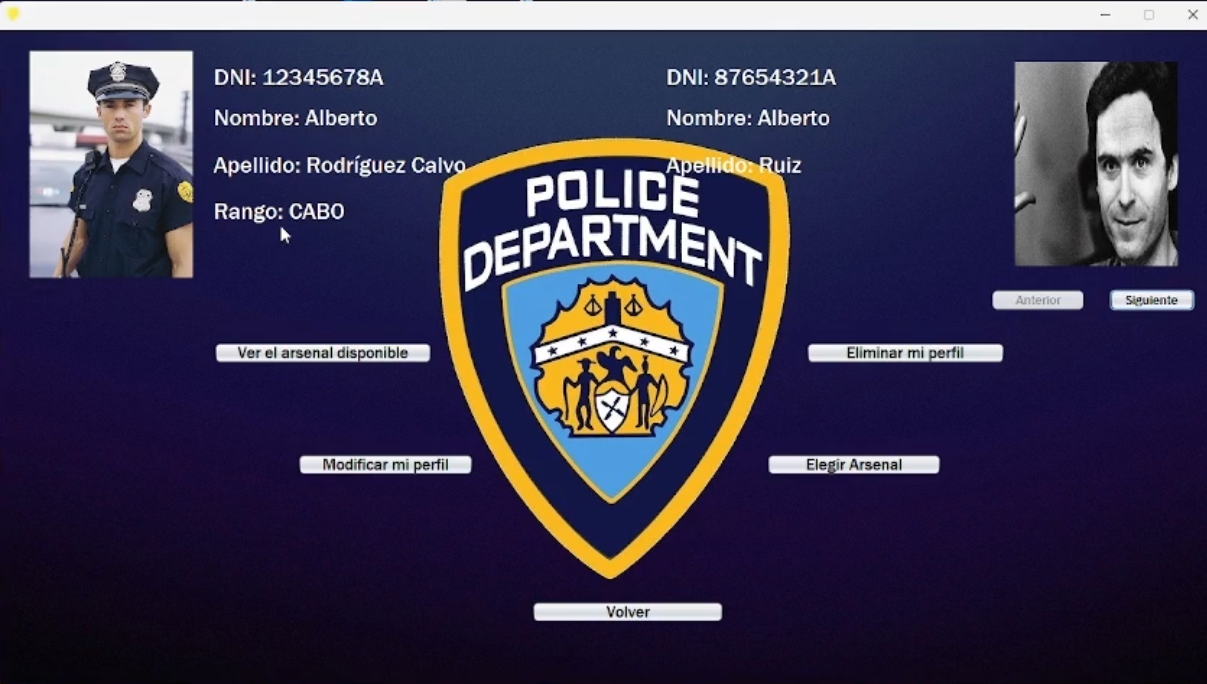 DNI: 12345678A
Nombre: Alberto
Apellido: Rodríguez Calvo
Rango: CABO
DNI: 87654321A
Nombre: Alberto
Apellido: Ruiz
POLICE
DEPARTMENT
Anterior
Siguiente
Ver el arsenal disponible
Eliminar mi perfil
Modificar mi perfil
Elegir Arsenal
Volver